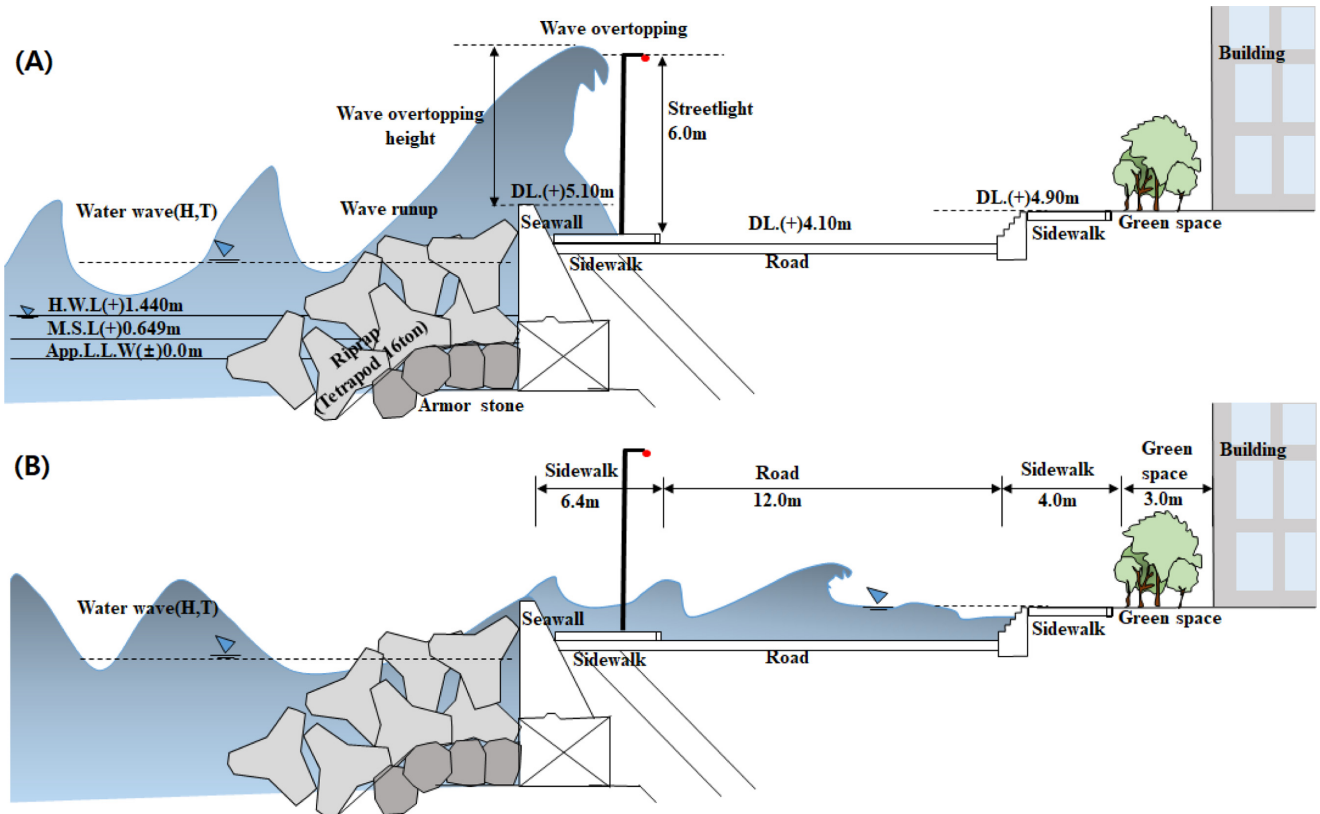 (A)
Wave overtopping
Building
Wave overtopping
height
Streetlight
6.0m
DL.(+)5.10m
DL.(+)4.90m
Water wave(H,T)
Wave runup
Seawall
DL.(+)4.10m
Sidewalk
Green space
Sidewalk
Road
H.W.L(+)1.440m
M.S.L(+)0.649m
App.L.L.W(±)0.0m
Riprap
(Tetrapod 16ton)
Armor stone
(B)
Sidewalk
6.4m
Road
12.0m
Sidewalk
4.0m
Green
space
3.0m
Building
Water wave(H,T)
Seawall
Sidewalk
Green space
Sidewalk
Road